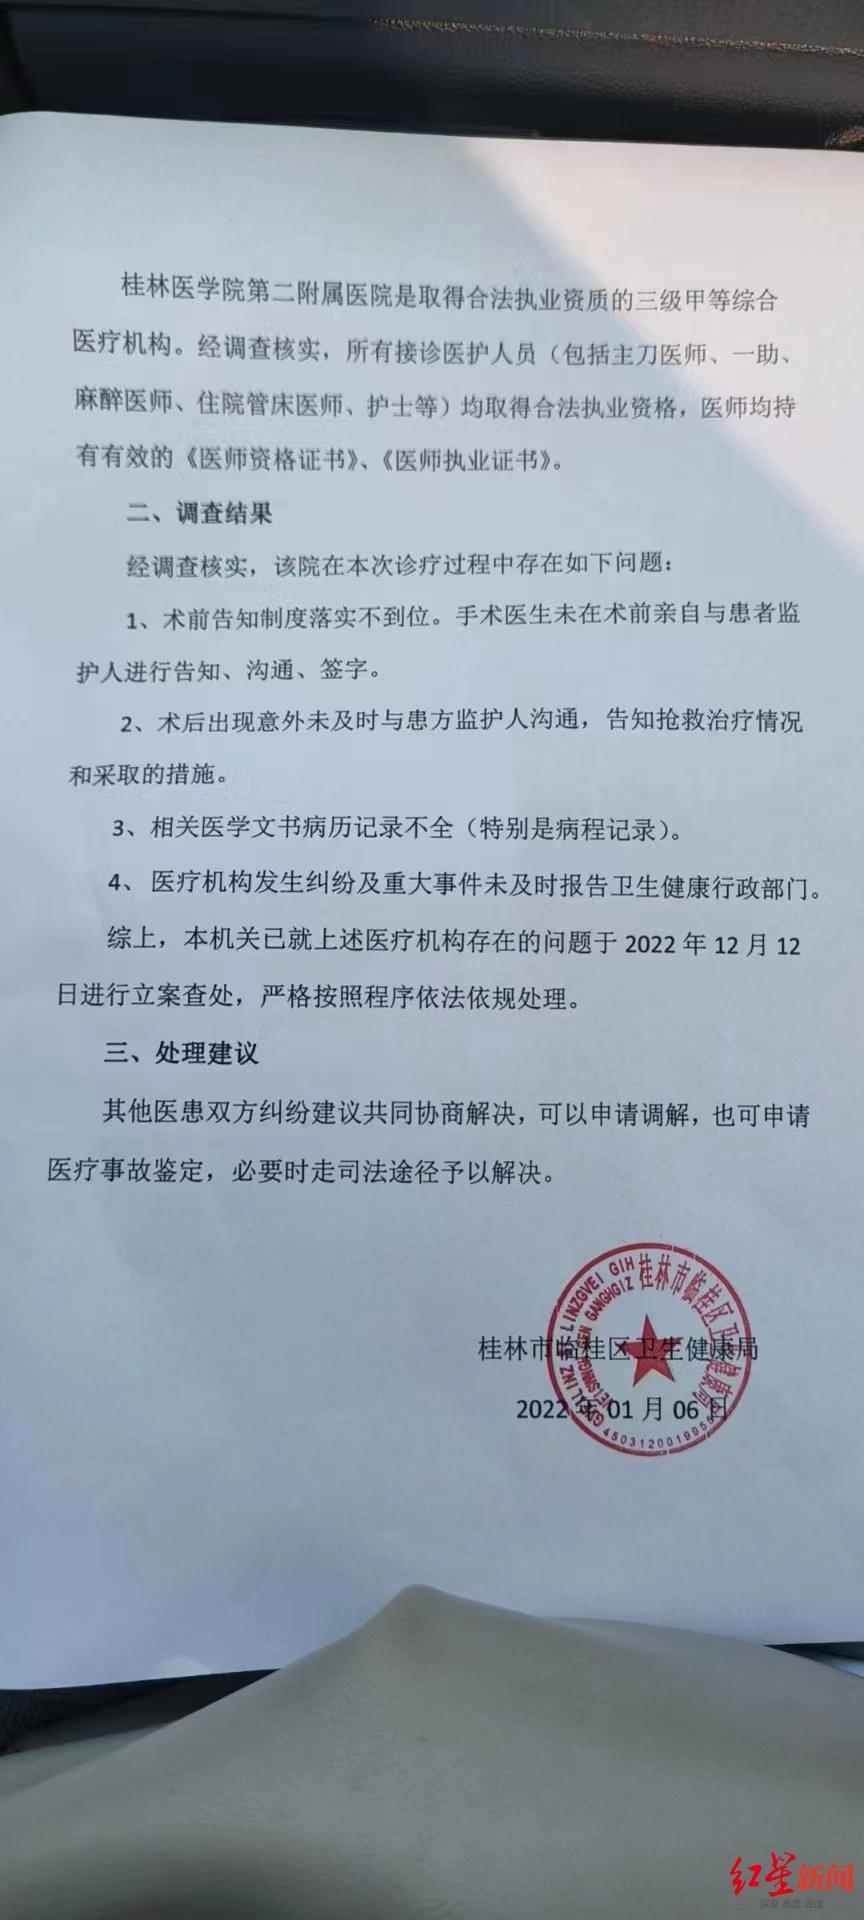 桂林医学院第二附属医院是取得合法执业资质的三级甲等综合
医疗机构。经调查核实，所有接诊医护人员（包括主刀医师、一助、
麻醉医师、住院管床医师、护士等）均取得合法执业资格，医师均持
有有效的《医师资格证书》、《医师执业证书》。
二、调查结果
经调查核实，该院在本次诊疗过程中存在如下问题：
1、术前告知制度落实不到位。手术医生未在术前亲自与患者监
护人进行告知、沟通、签字。
2、术后出现意外未及时与患方监护人沟通，告知抢救治疗情况
和采取的措施。
3、相关医学文书病历记录不全（特别是病程记录）。
4、 医疗机构发生纠纷及重大事件未及时报告卫生健康行政部门。
综上，本机关已就上述医疗机构存在的问题于 2022 年 12 月 12
日进行立案查处，严格按照程序依法依规处理。
三、处理建议
其他医患双方纠纷建议共同协商解决，可以申请调解，也可申请
医疗事故鉴定，必要时走司法途径予以解决。
桂林市临桂区卫生健康局
LINZGVEI GIH
桂林市临桂区卫生健康局
2022 年 01 月 06 日
红星新闻
深度 态度 温度